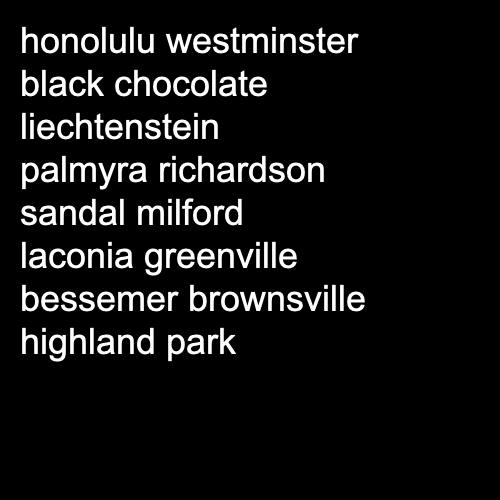 honolulu westminster
black chocolate
liechtenstein
palmyra richardson
sandal milford
laconia greenville
bessemer brownsville
highland park